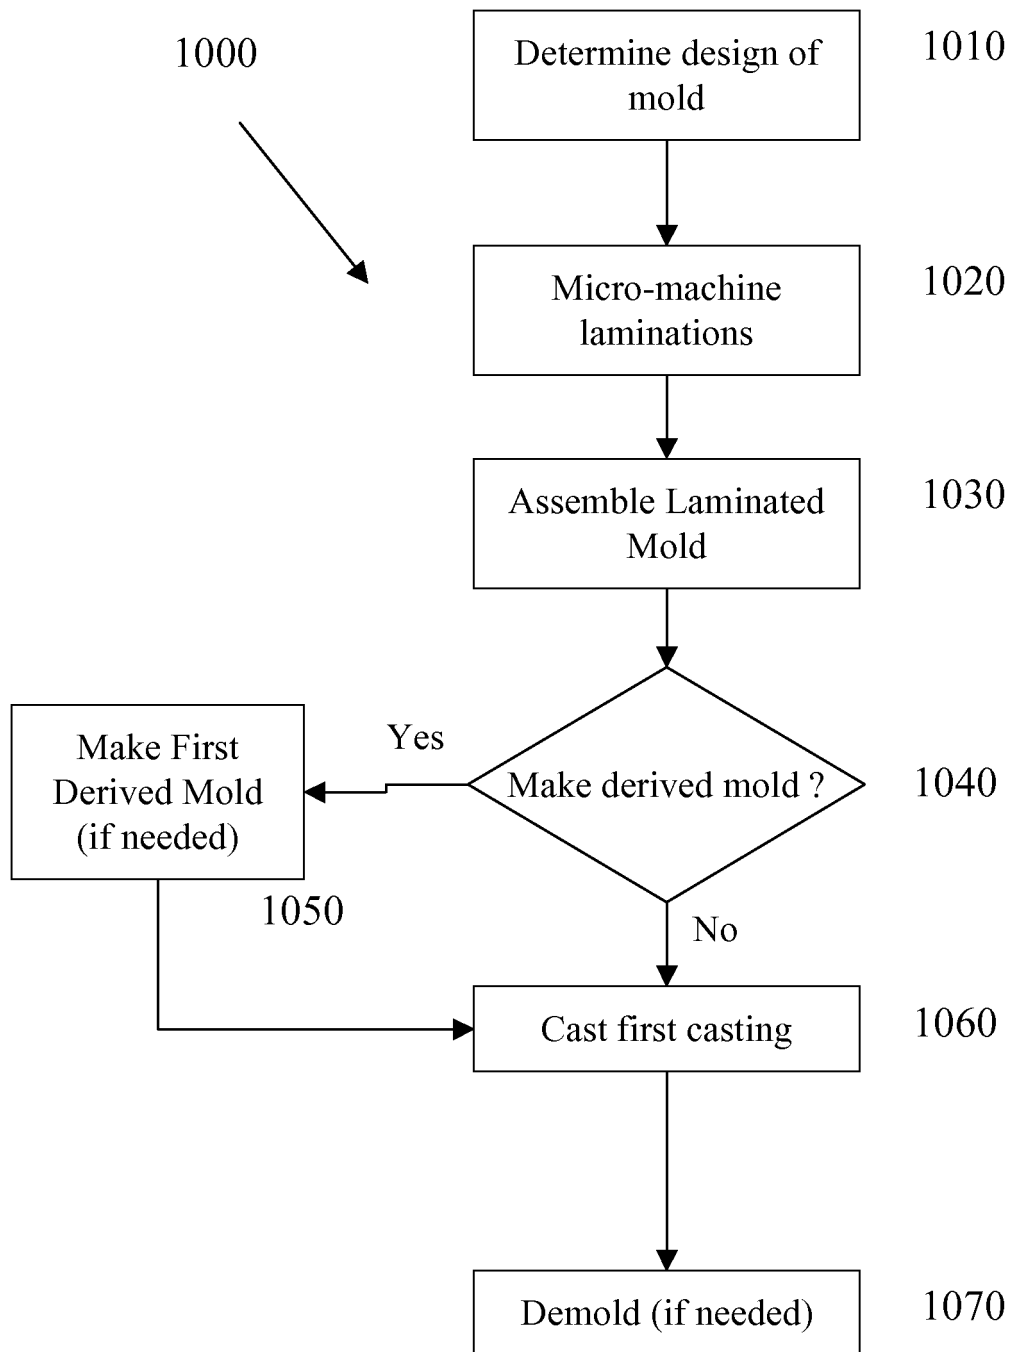 1000
Determine design of
mold
1010
Micro-machine
laminations
1020
Assemble Laminated
Mold
1030
Make derived mold ?
1040
Yes
Make First
Derived Mold
(if needed)
1050
No
Cast first casting
1060
Demold (if needed)
1070